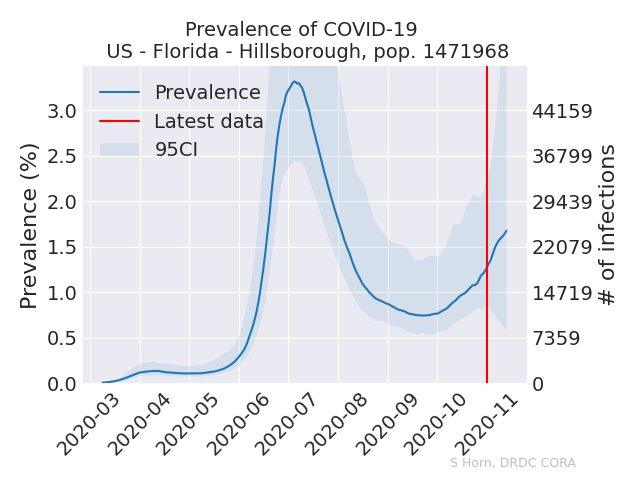 Prevalence of COVID-19
US - Florida - Hillsborough, pop. 1471968
Prevalence
Latest data
95CI
Prevalence (%)
3.0
2.5
2.0
1.5
1.0
0.5
0.0
44159
36799
29439
22079
14719
7359
0
# of infections
2020-03
2020-04
2020-05
2020-06
2020-07
2020-08
2020-09
2020-10
2020-11
S Horn, DRDC CORA